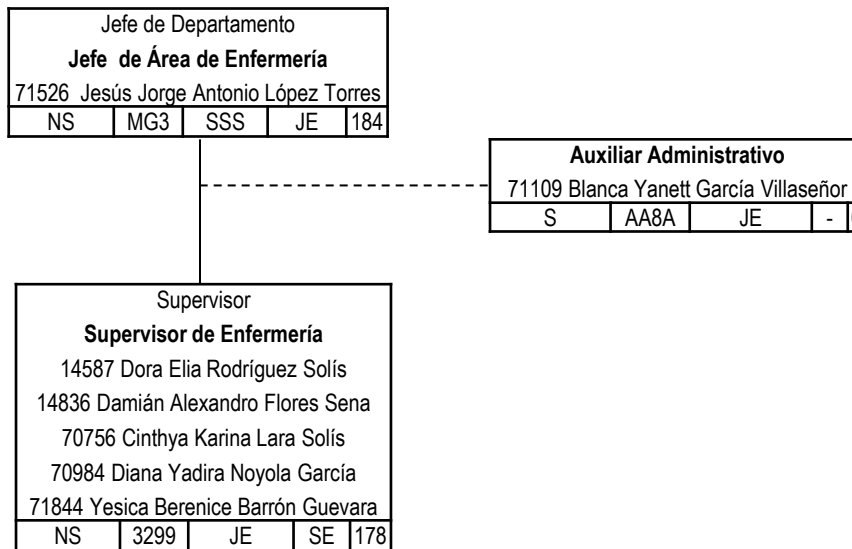 Jefe de Departamento
Jefe de Área de Enfermería
71526 Jesús Jorge Antonio López Torres
NS MG3 SSS JE 184
Auxiliar Administrativo
71109 Blanca Yanett García Villaseñor
S AA8A JE -
Supervisor
Supervisor de Enfermería
14587 Dora Elia Rodríguez Solís
14836 Damián Alexandro Flores Sena
70756 Cinthya Karina Lara Solís
70984 Diana Yadira Noyola García
71844 Yesica Berenice Barrón Guevara
NS 3299 JE SE 178